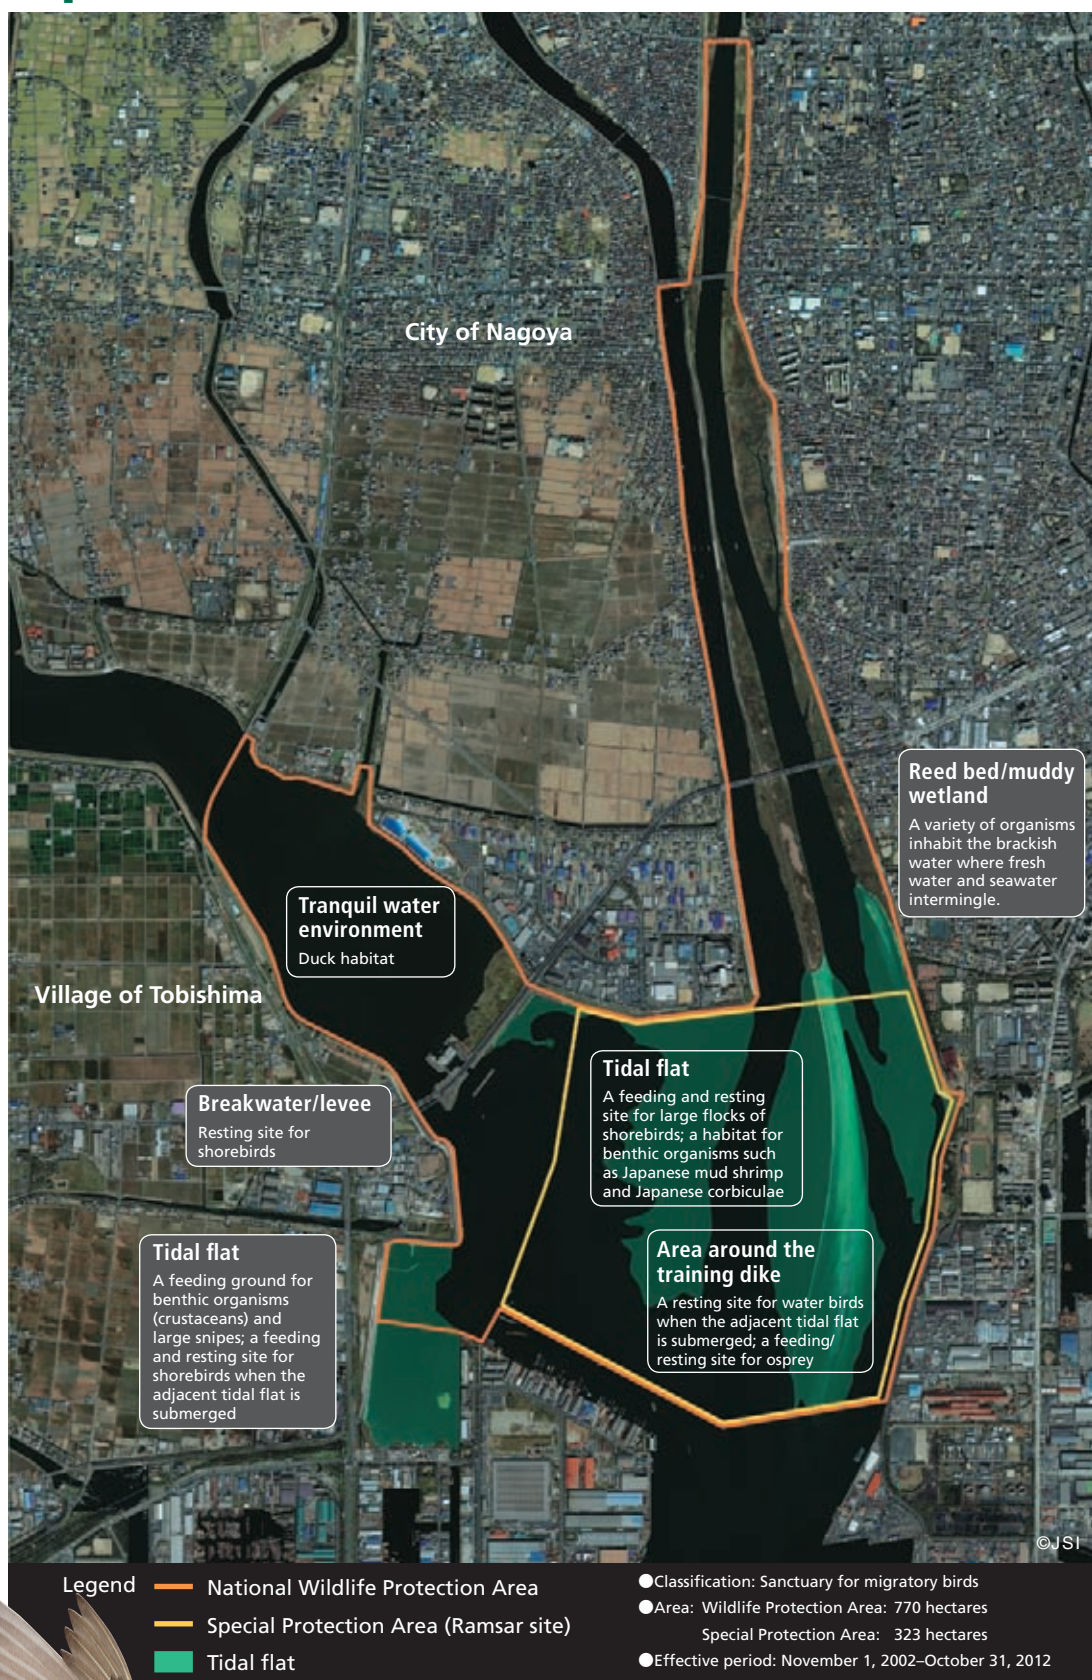 City of Nagoya
Reed bed/muddy
wetland
A variety of organisms
inhabit the brackish
water where fresh
water and seawater
intermingle.
Tranquil water
environment
Duck habitat
Village of Tobishima
Tidal flat
A feeding and resting
site for large flocks of
shorebirds; a habitat for
benthic organisms such
as Japanese mud shrimp
and Japanese corbiculae
Breakwater/levee
Resting site for
shorebirds
Area around the
training dike
A resting site for water birds
when the adjacent tidal flat
is submerged; a feeding/
resting site for osprey
Tidal flat
A feeding ground for
benthic organisms
(crustaceans) and
large snipes; a feeding
and resting site for
shorebirds when the
adjacent tidal flat is
submerged
©JSI
Legend
National Wildlife Protection Area
Special Protection Area (Ramsar site)
Tidal flat
●Classification: Sanctuary for migratory birds
●Area: Wildlife Protection Area: 770 hectares
Special Protection Area: 323 hectares
●Effective period: November 1, 2002–October 31, 2012